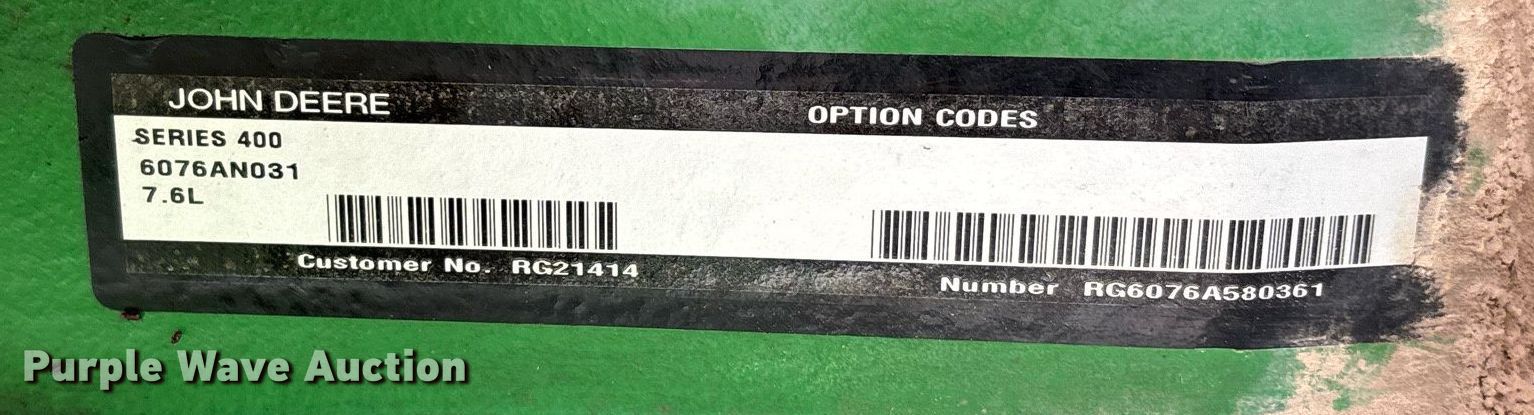 JOHN DEERE
OPTION CODES
SERIES 400
6076AN031
7.6L
Customer No. RG21414
Number RG6076A580361
Purple Wave Auction